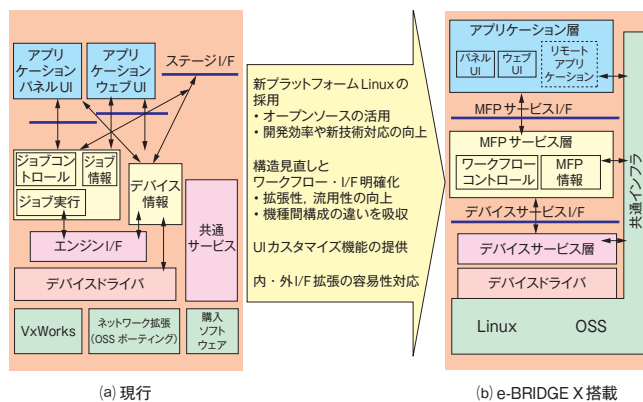 アプリ
ケーション
パネルUI
アプリ
ケーション
ウェブUI
ステージI/F
ジョブコント
ロール
ジョブ
情報
ジョブ実行
デバイス
情報
エンジンI/F
共通
サービス
デバイスドライバ
VxWorks
ネットワーク拡張
(OSSポーティング)
購入
ソフト
ウェア
(a) 現行
新プラットフォームLinuxの
採用
・オープンソースの活用
・開発効率や新技術対応の向上
構造見直しと
ワークフロー・I/F明確化
・拡張性,流用性の向上
・機種間構成の違いを吸収
UIカスタマイズ機能の提供
内・外I/F拡張の容易性対応
アプリケーション層
パネル
UI
ウェブ
UI
リモート
アプリ
ケーション
MFPサービスI/F
MFPサービス層
ワークフロー
コントロール
MFP
情報
デバイスサービスI/F
デバイスサービス層
デバイスドライバ
Linux OSS
共通インフラ
(b) e-BRIDGE X搭載